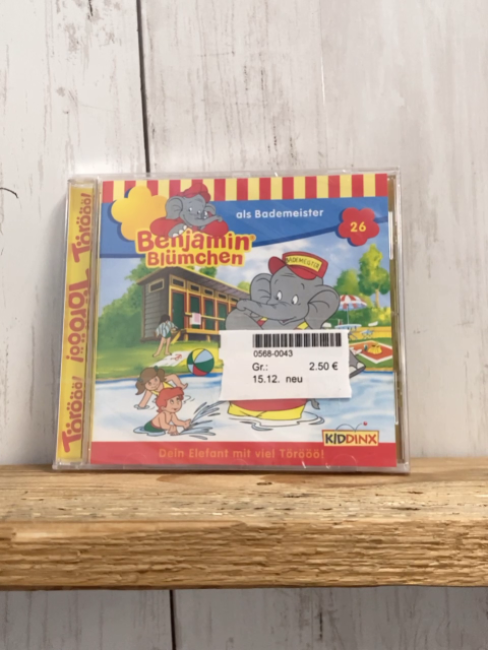 Törööö! Törööö! Törööö!
als Bademeister
26
Benjamin
Blümchen
BADEMEISTER
0568-0043
Gr.: 2.50 €
15.12. neu
KIDDINX
Dein Elefant mit viel Törööö!